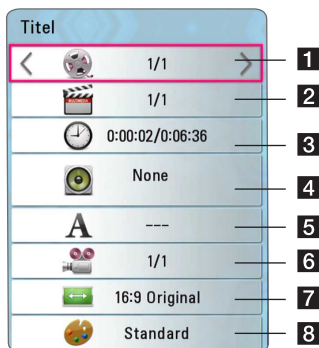 Titel
1/1 1
1/1 2
0:00:02/0:06:36 3
None 4
A --- 5
1/1 6
16:9 Original 7
Standard 8